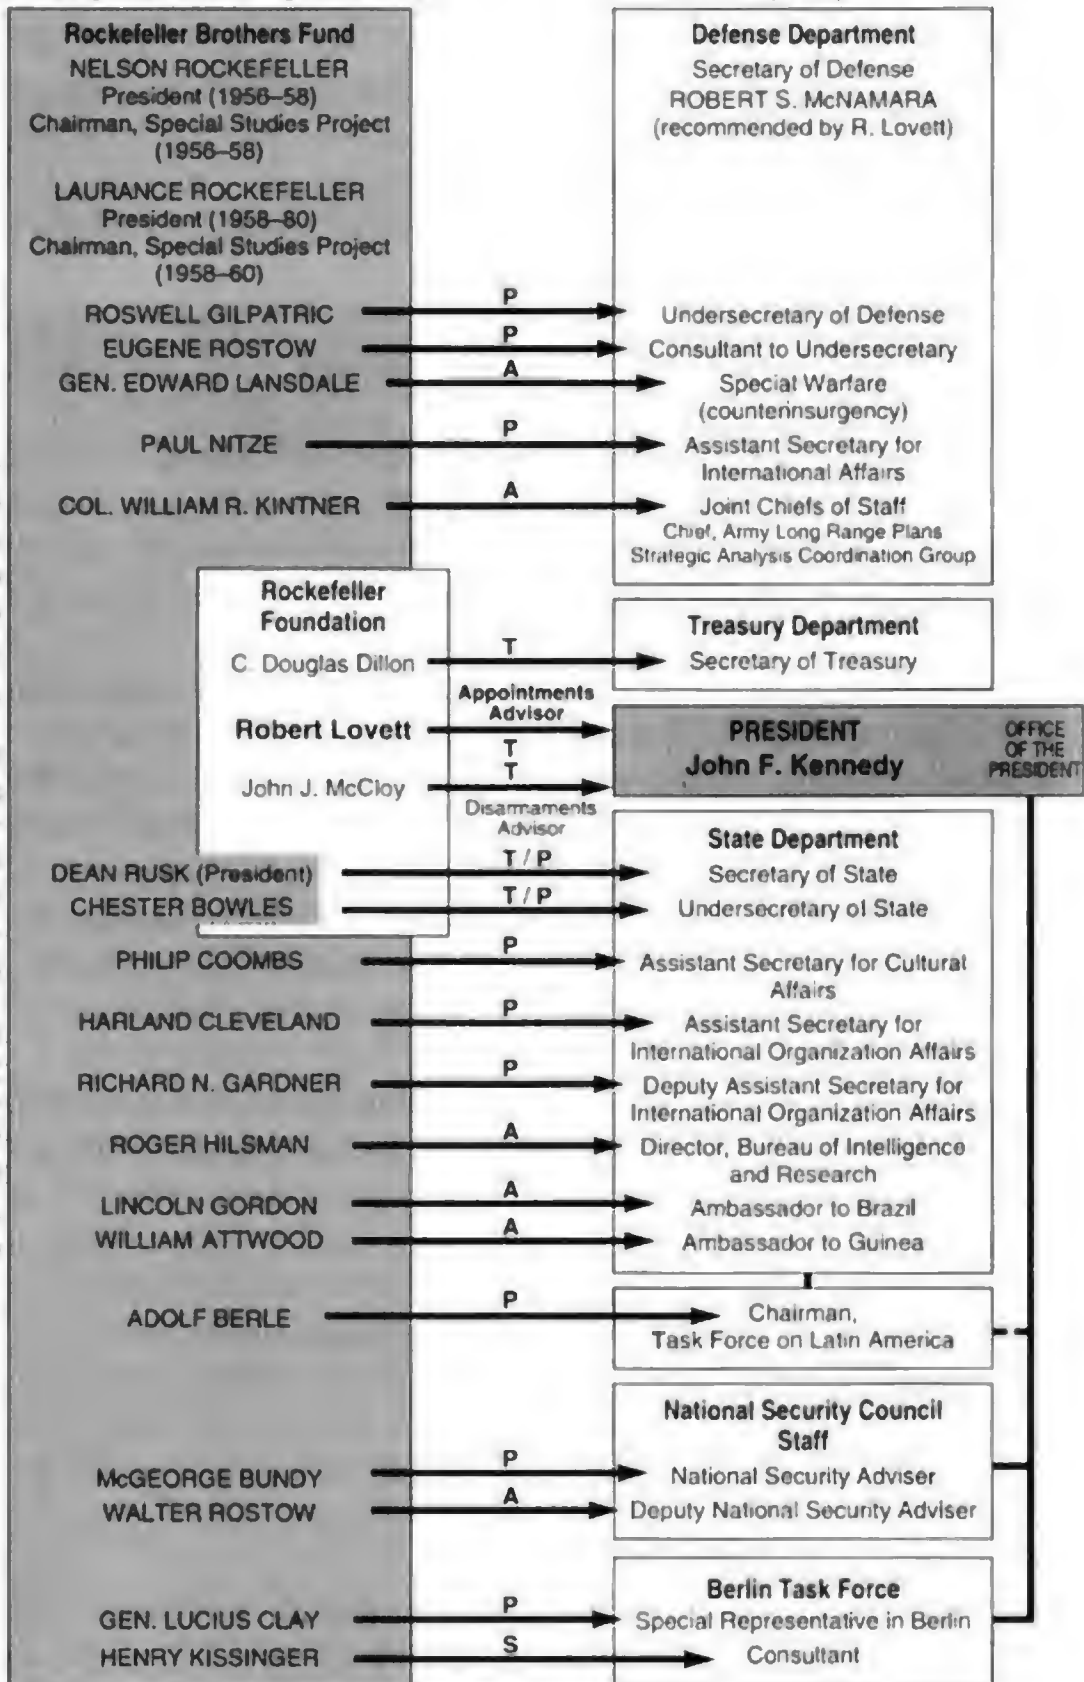 Rockefeller Brothers Fund
NELSON ROCKEFELLER
President (1956–58)
Chairman, Special Studies Project
(1956–58)
LAURANCE ROCKEFELLER
President (1958–80)
Chairman, Special Studies Project
(1958–60)
ROSWELL GILPATRIC
P
Undersecretary of Defense
EUGENE ROSTOW
P
Consultant to Undersecretary
GEN. EDWARD LANSDALE
A
Special Warfare
(counterinsurgency)
PAUL NITZE
P
Assistant Secretary for
International Affairs
COL. WILLIAM R. KINTNER
A
Joint Chiefs of Staff
Chief, Army Long Range Plans
Strategic Analysis Coordination Group
Defense Department
Secretary of Defense
ROBERT S. McNAMARA
(recommended by R. Lovett)
Rockefeller
Foundation
C. Douglas Dillon
T
Treasury Department
Secretary of Treasury
Robert Lovett
Appointments
Advisor
T
PRESIDENT
John F. Kennedy
OFFICE
OF THE
PRESIDENT
John J. McCloy
T
Disarmaments
Advisor
State Department
DEAN RUSK (President)
T / P
Secretary of State
CHESTER BOWLES
T / P
Undersecretary of State
PHILIP COOMBS
P
Assistant Secretary for Cultural
Affairs
HARLAND CLEVELAND
P
Assistant Secretary for
International Organization Affairs
RICHARD N. GARDNER
P
Deputy Assistant Secretary for
International Organization Affairs
ROGER HILSMAN
A
Director, Bureau of Intelligence
and Research
LINCOLN GORDON
A
Ambassador to Brazil
WILLIAM ATTWOOD
A
Ambassador to Guinea
ADOLF BERLE
P
Chairman,
Task Force on Latin America
National Security Council
Staff
McGEORGE BUNDY
P
National Security Adviser
WALTER ROSTOW
A
Deputy National Security Adviser
Berlin Task Force
GEN. LUCIUS CLAY
P
Special Representative in Berlin
HENRY KISSINGER
S
Consultant